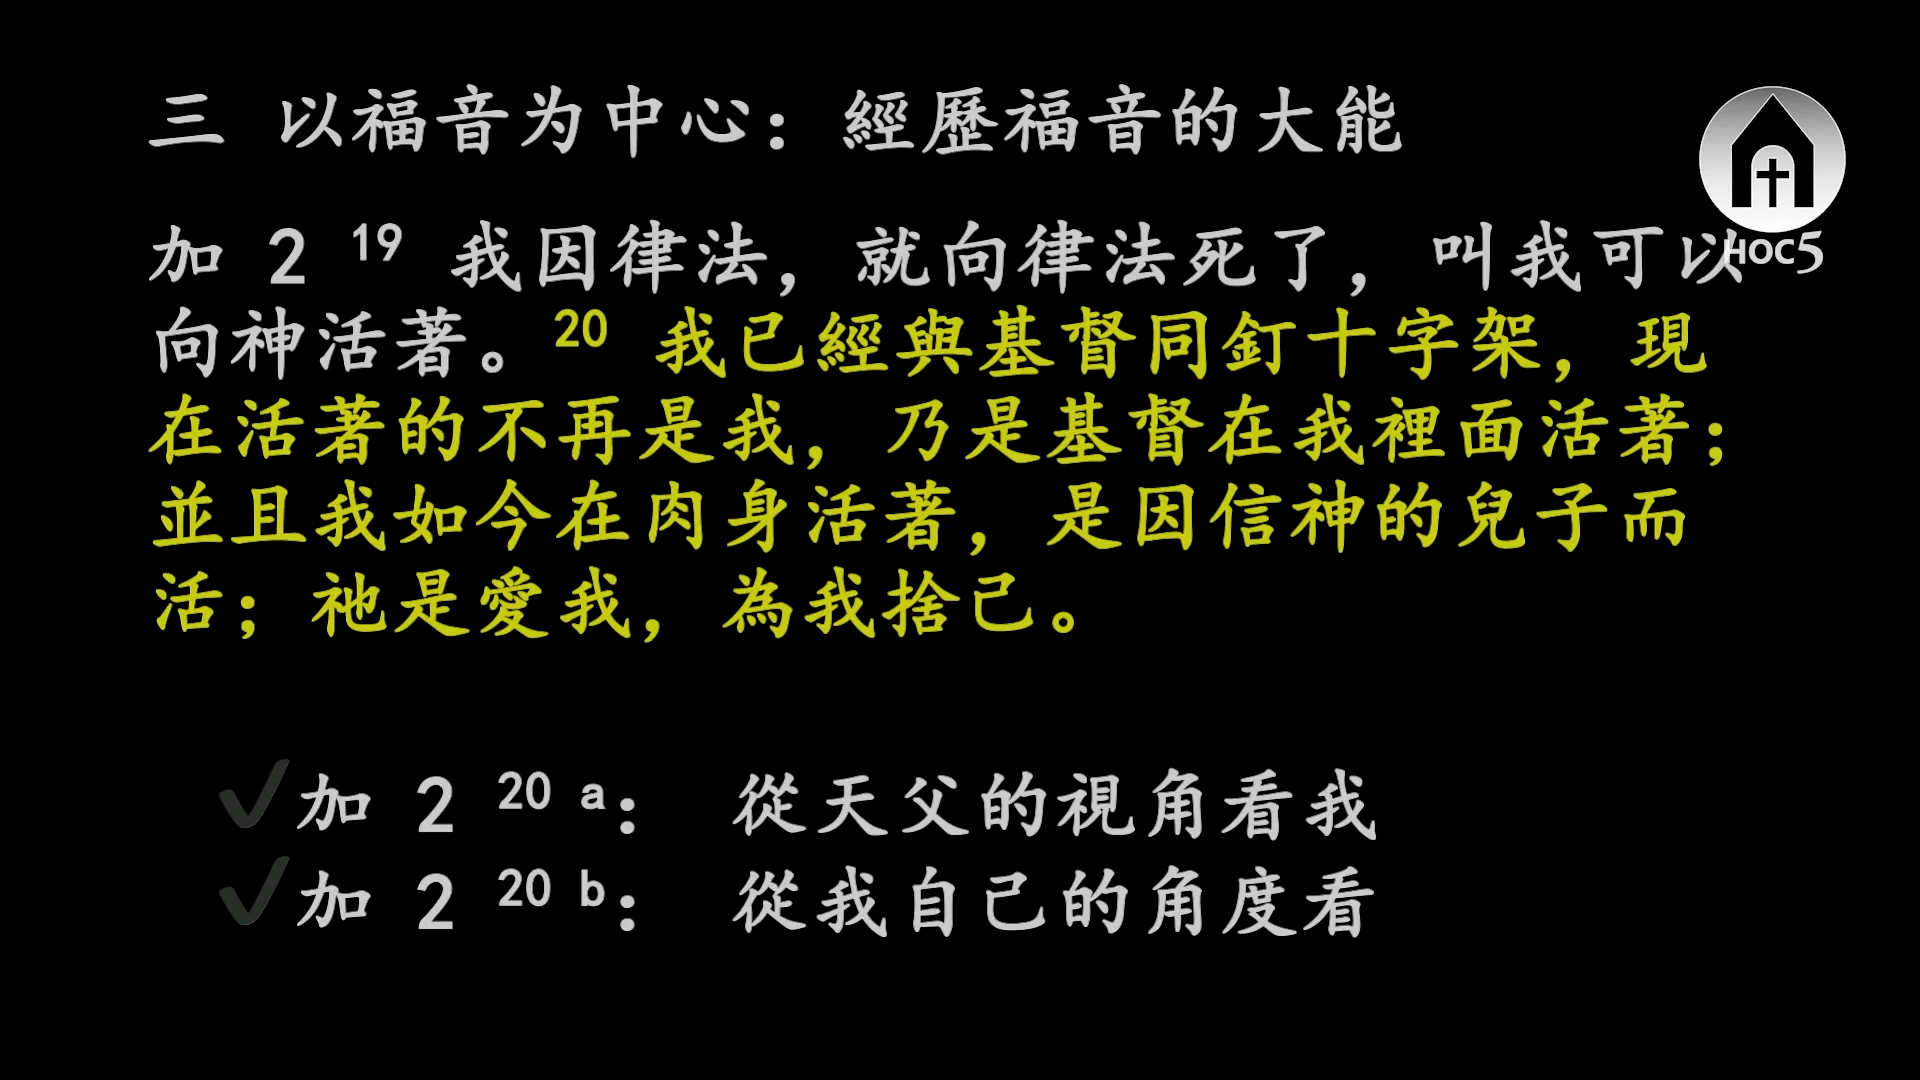 三 以福音为中心：經歷福音的大能
加 2 19 我因律法，就向律法死了，叫我可以
向神活著。20 我已經與基督同釘十字架，現
在活著的不再是我，乃是基督在我裡面活著；
並且我如今在肉身活著，是因信神的兒子而
活；祂是愛我，為我捨己。
✓加 2 20 a： 從天父的視角看我
✓加 2 20 b： 從我自己的角度看
HOC5